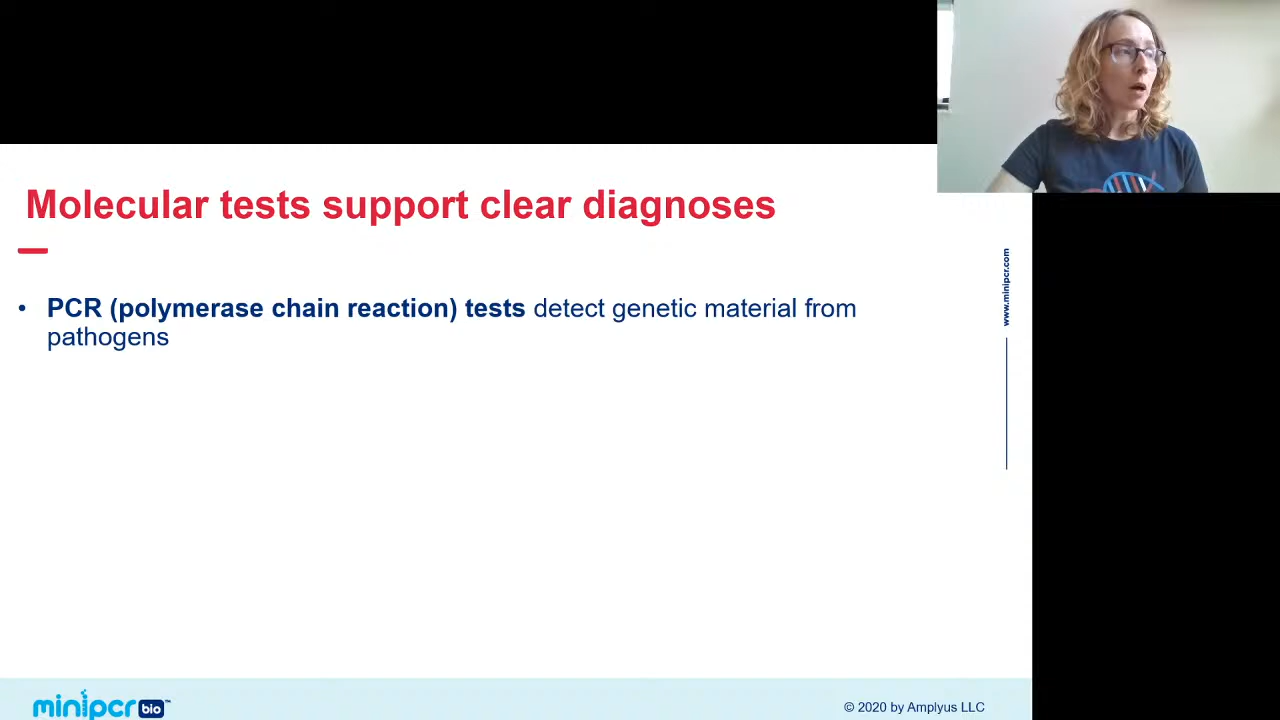 Molecular tests support clear diagnoses
• PCR (polymerase chain reaction) tests detect genetic material from
pathogens
www.minipcr.com
minipcr bio™
© 2020 by Amplyus LLC